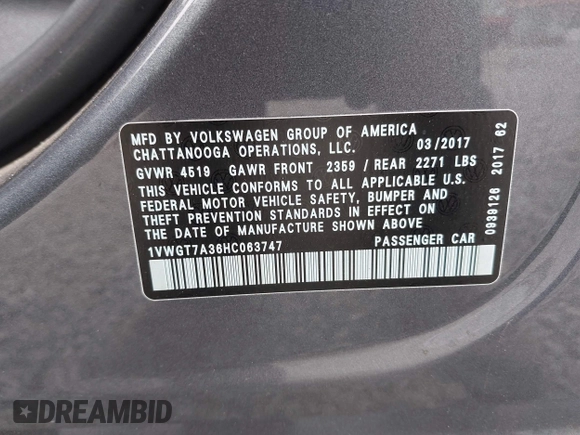 MFD BY VOLKSWAGEN GROUP OF AMERICA
CHATTANOOGA OPERATIONS, LLC. 03/2017
GVWR 4519 GAWR FRONT 2359 / REAR 2271 LBS
THIS VEHICLE CONFORMS TO ALL APPLICABLE U.S.
FEDERAL MOTOR VEHICLE SAFETY, BUMPER AND
THEFT PREVENTION STANDARDS IN EFFECT ON
THE DATE OF MANUFACTURE SHOWN ABOVE
1VWGT7A36HC063747 PASSENGER CAR
0939126 2017 62
DREAMBID